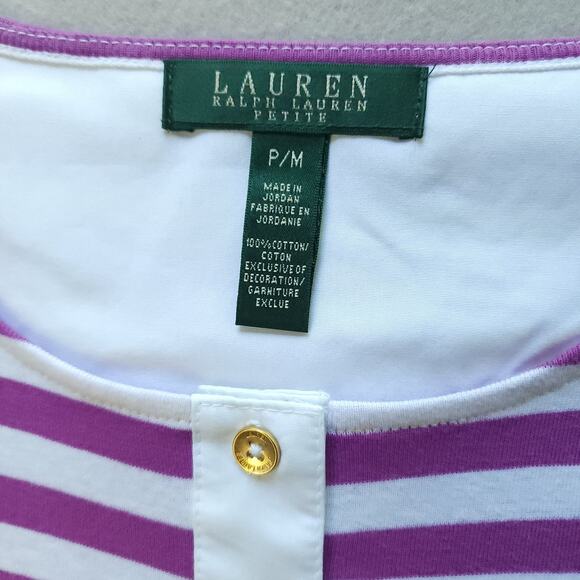 LAUREN
RALPH LAUREN
PETITE
P/M
MADE IN
JORDAN
FABRIQUE EN
JORDANIE
100%COTTON/
COTON
EXCLUSIVE OF
DECORATION/
GARNITURE
EXCLUE